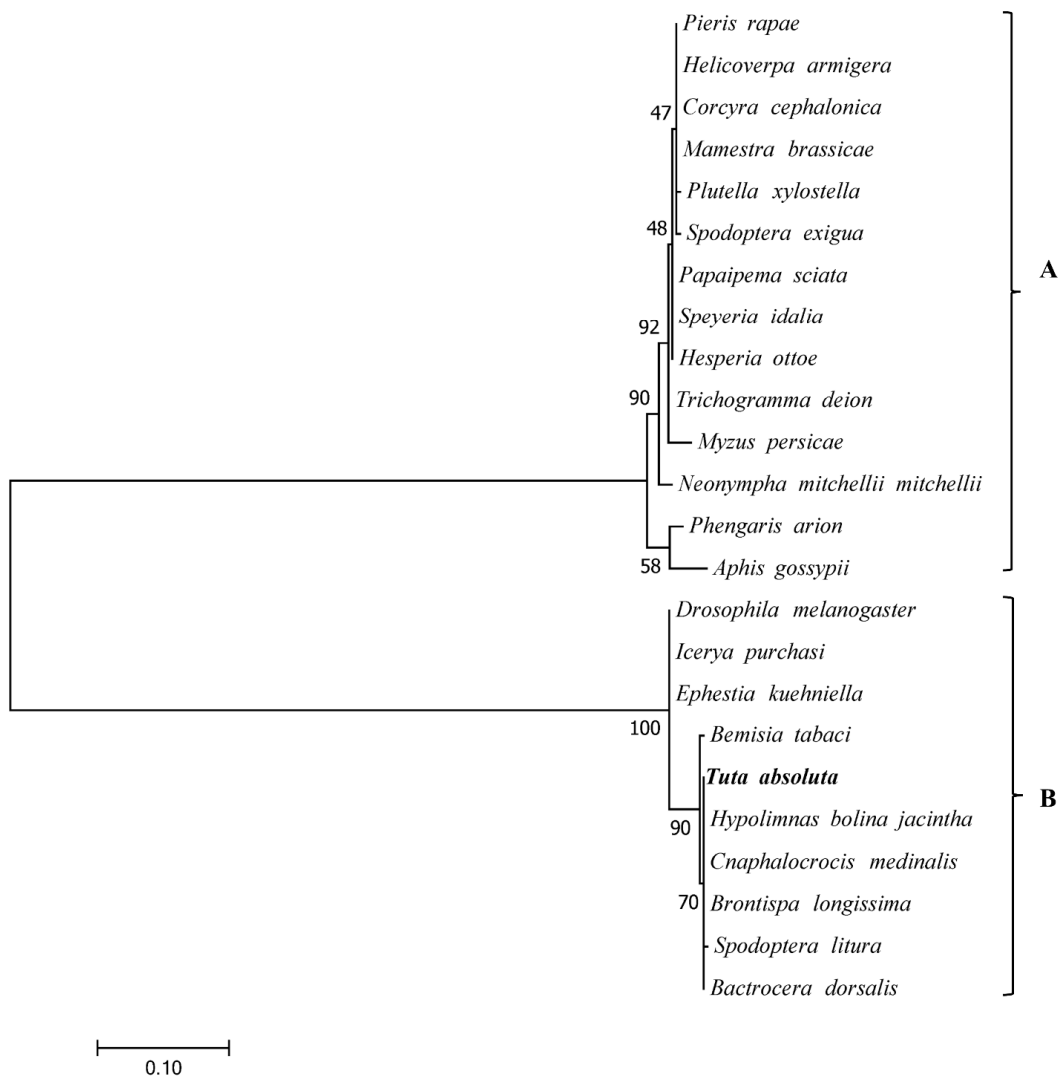 Pieris rapae
Helicoverpa armigera
47
Corcyra cephalonica
Mamestra brassicae
Plutella xylostella
48
Spodoptera exigua
Papaipema sciata
A
92
Speyeria idalia
Hesperia ottoe
90
Trichogramma deion
Myzus persicae
Neonympha mitchellii mitchellii
Phengaris arion
58
Aphis gossypii
Drosophila melanogaster
Icerya purchasi
Ephestia kuehniella
100
Bemisia tabaci
Tuta absoluta
B
90
Hypolimnas bolina jacintha
Cnaphalocrocis medinalis
70
Brontispa longissima
Spodoptera litura
Bactrocera dorsalis
0.10